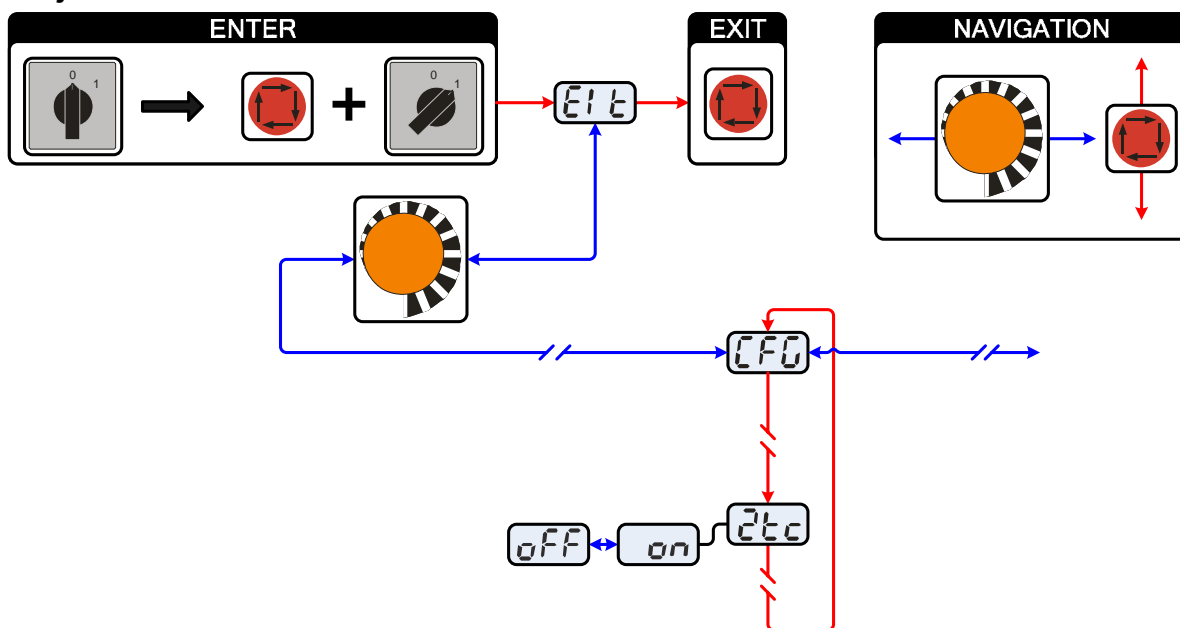 ENTER
EXIT
NAVIGATION
0
1
0
1
EIt
CFG
2tc
oFF
on